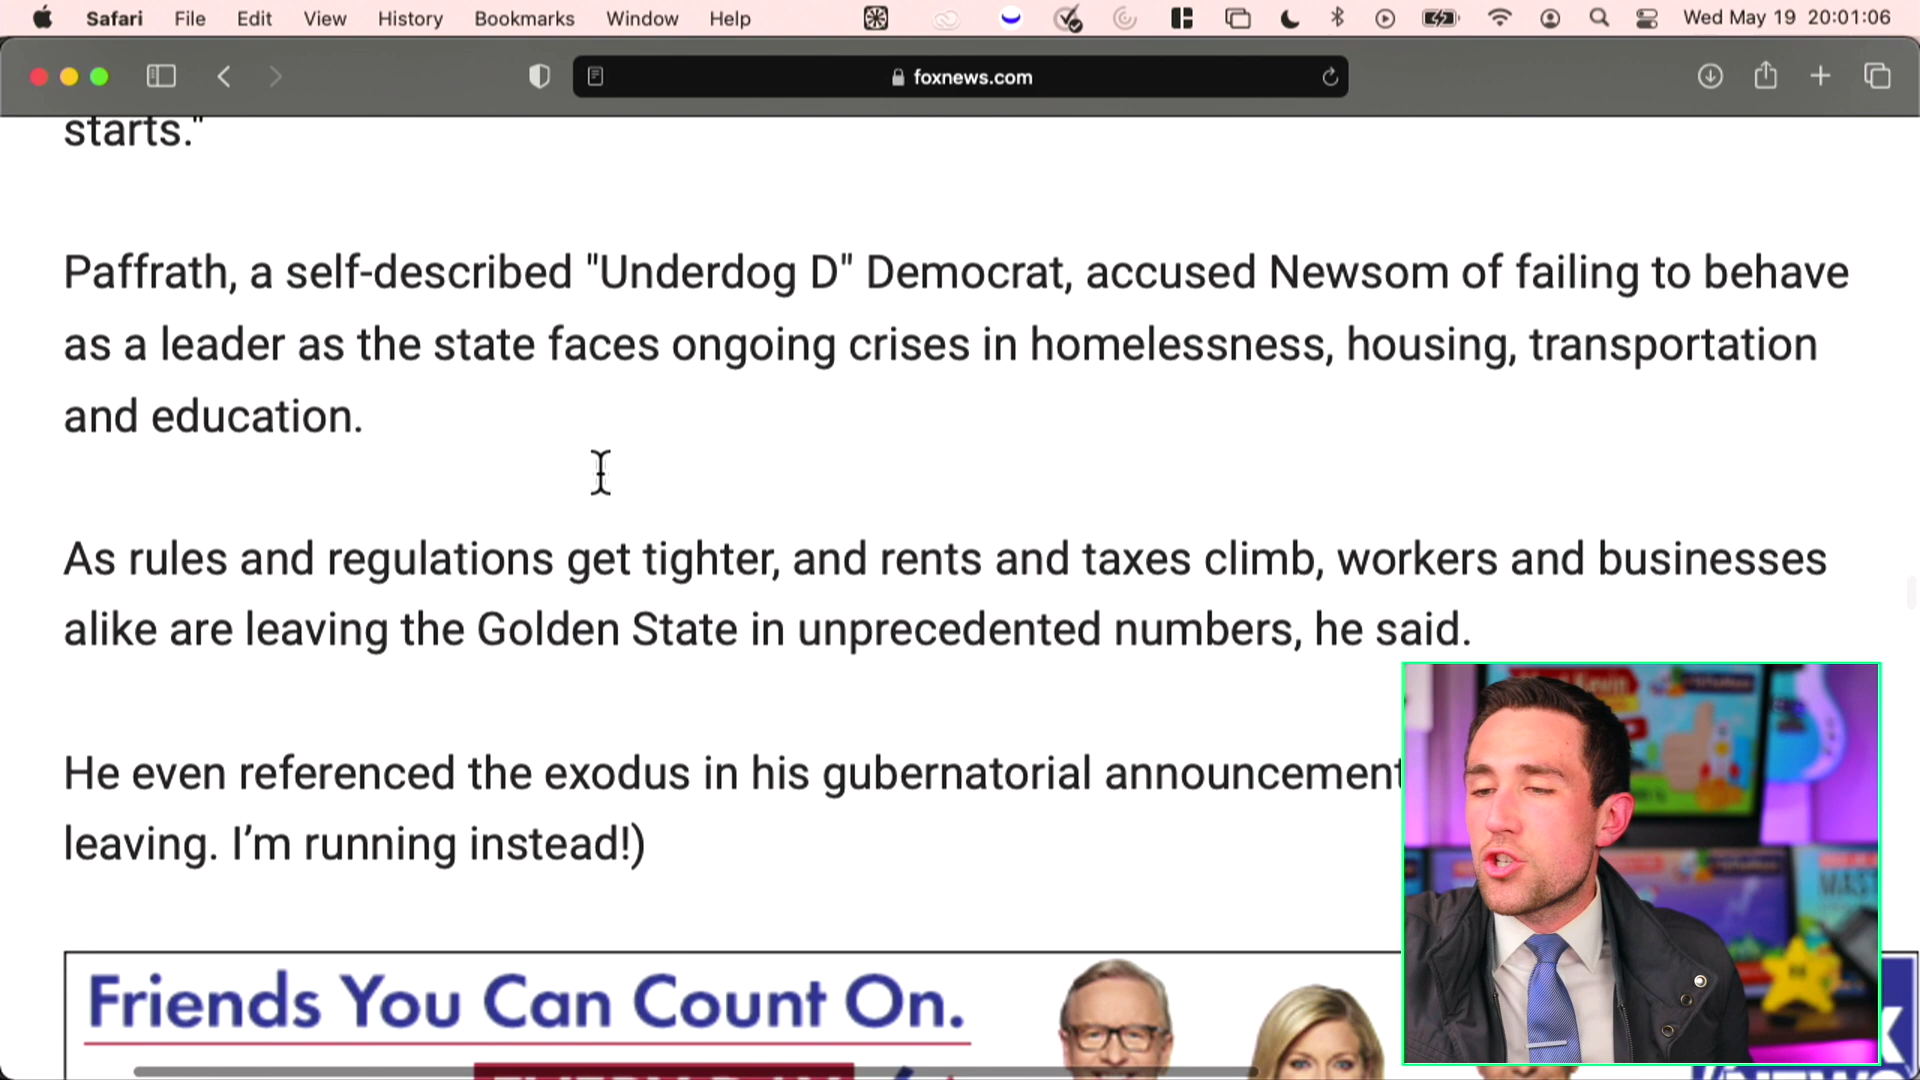 Safari File Edit View History Bookmarks Window Help Wed May 19 20:01:06
foxnews.com
starts."
Paffrath, a self-described "Underdog D" Democrat, accused Newsom of failing to behave
as a leader as the state faces ongoing crises in homelessness, housing, transportation
and education.
As rules and regulations get tighter, and rents and taxes climb, workers and businesses
alike are leaving the Golden State in unprecedented numbers, he said.
He even referenced the exodus in his gubernatorial announcement
leaving. I'm running instead!)
Friends You Can Count On.